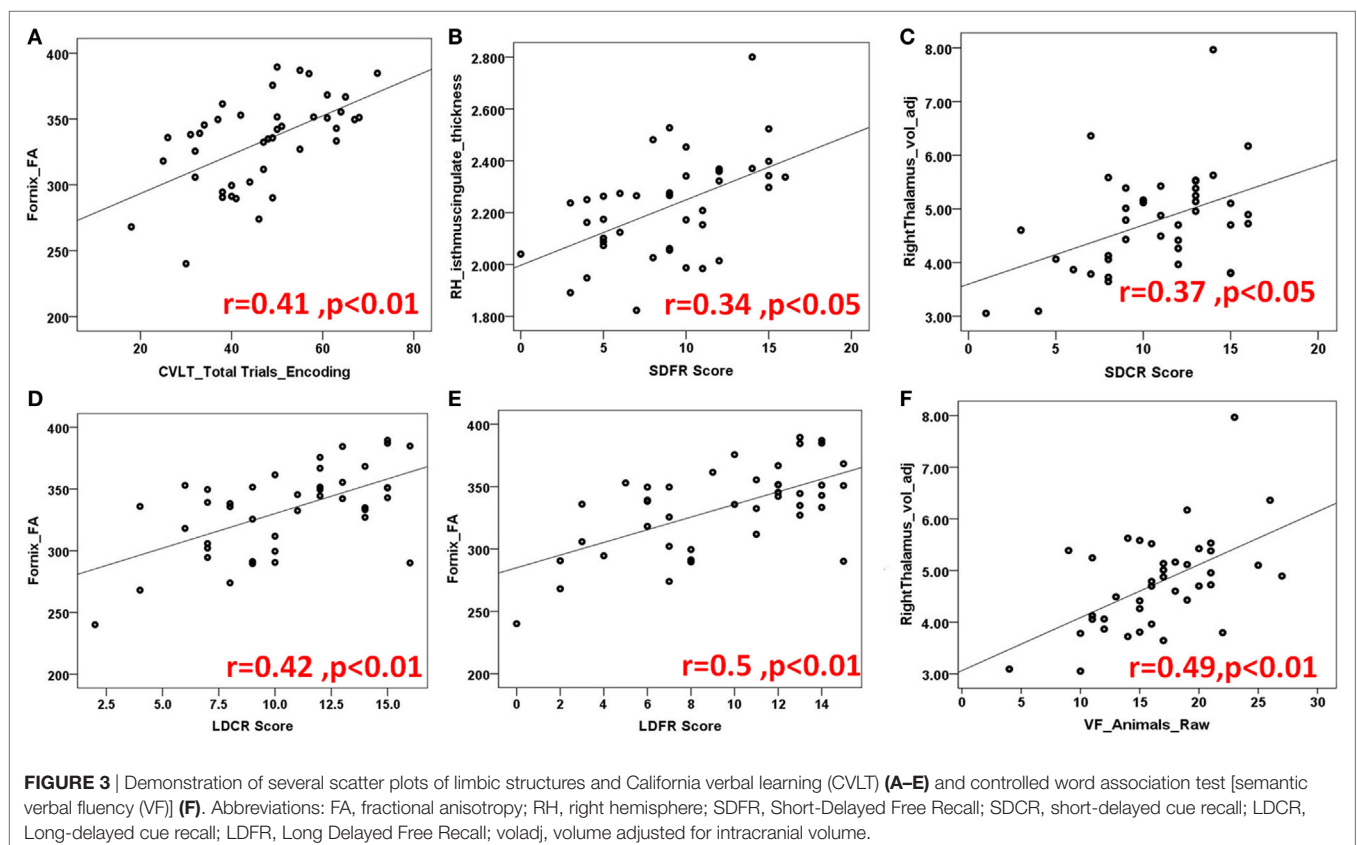 A
400
350
300
250
200
Fornix_FA
20
40
60
80
CVLT_Total Trials_Encoding
r=0.41 ,p<0.01
B
2.800
2.600
2.400
2.200
2.000
1.800
RH_isthmuscingulate_thickness
0
5
10
15
20
SDFR Score
r=0.34 ,p<0.05
C
8.00
7.00
6.00
5.00
4.00
3.00
RightThalamus_vol_adj
0
5
10
15
20
SDCR Score
r=0.37 ,p<0.05
D
400
350
300
250
200
Fornix_FA
2.5
5.0
7.5
10.0
12.5
15.0
LDCR Score
r=0.42 ,p<0.01
E
400
350
300
250
200
Fornix_FA
0
2
4
6
8
10
12
14
LDFR Score
r=0.5 ,p<0.01
F
8.00
7.00
6.00
5.00
4.00
3.00
RightThalamus_vol_adj
0
5
10
15
20
25
30
VF_Animals_Raw
r=0.49,p<0.01
FIGURE 3 | Demonstration of several scatter plots of limbic structures and California verbal learning (CVLT) (A–E) and controlled word association test [semantic
verbal fluency (VF)] (F). Abbreviations: FA, fractional anisotropy; RH, right hemisphere; SDFR, Short-Delayed Free Recall; SDCR, short-delayed cue recall; LDCR,
Long-delayed cue recall; LDFR, Long Delayed Free Recall; voladj, volume adjusted for intracranial volume.